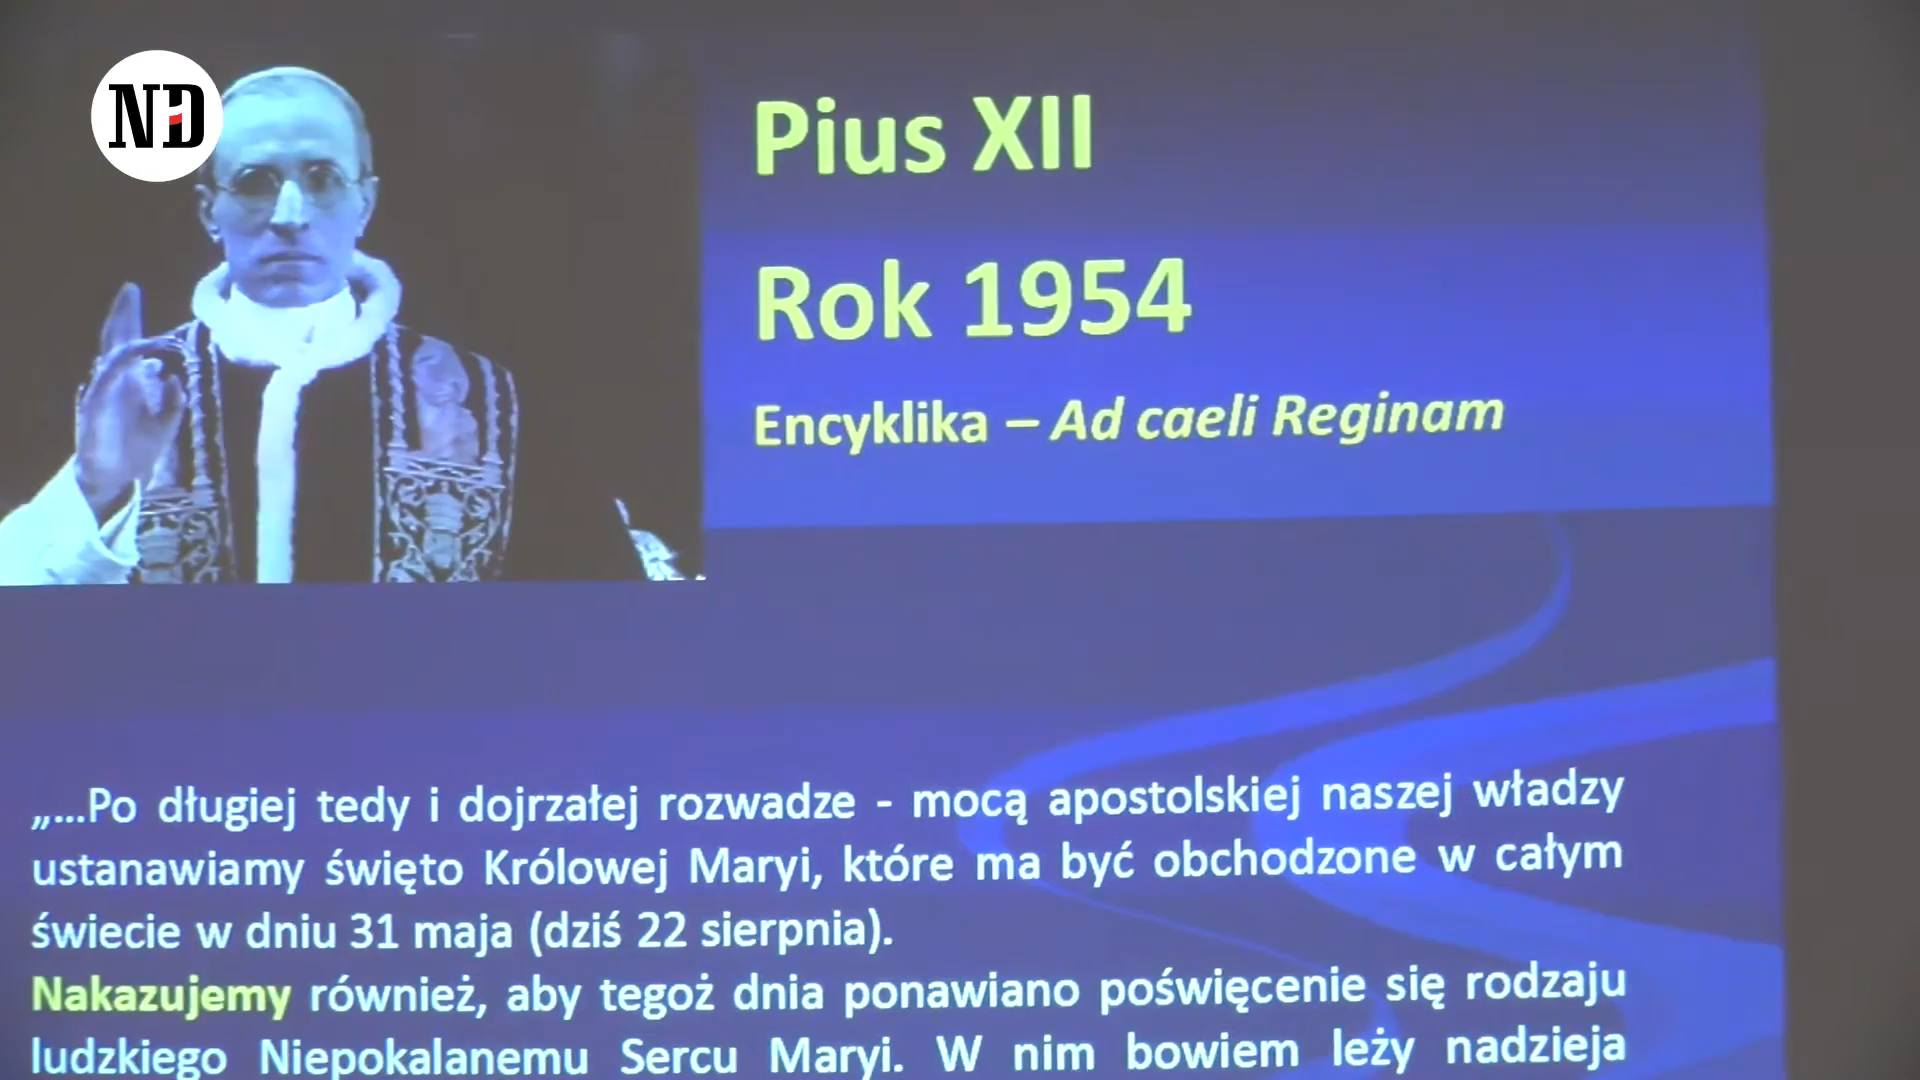 ND
Pius XII
Rok 1954
Encyklika – Ad caeli Reginam
„...Po długiej tedy i dojrzałej rozwadze - mocą apostolskiej naszej władzy
ustanawiamy święto Królowej Maryi, które ma być obchodzone w całym
świecie w dniu 31 maja (dziś 22 sierpnia).
Nakazujemy również, aby tegoż dnia ponawiano poświęcenie się rodzaju
ludzkiego Niepokalanemu Sercu Maryi. W nim bowiem leży nadzieja